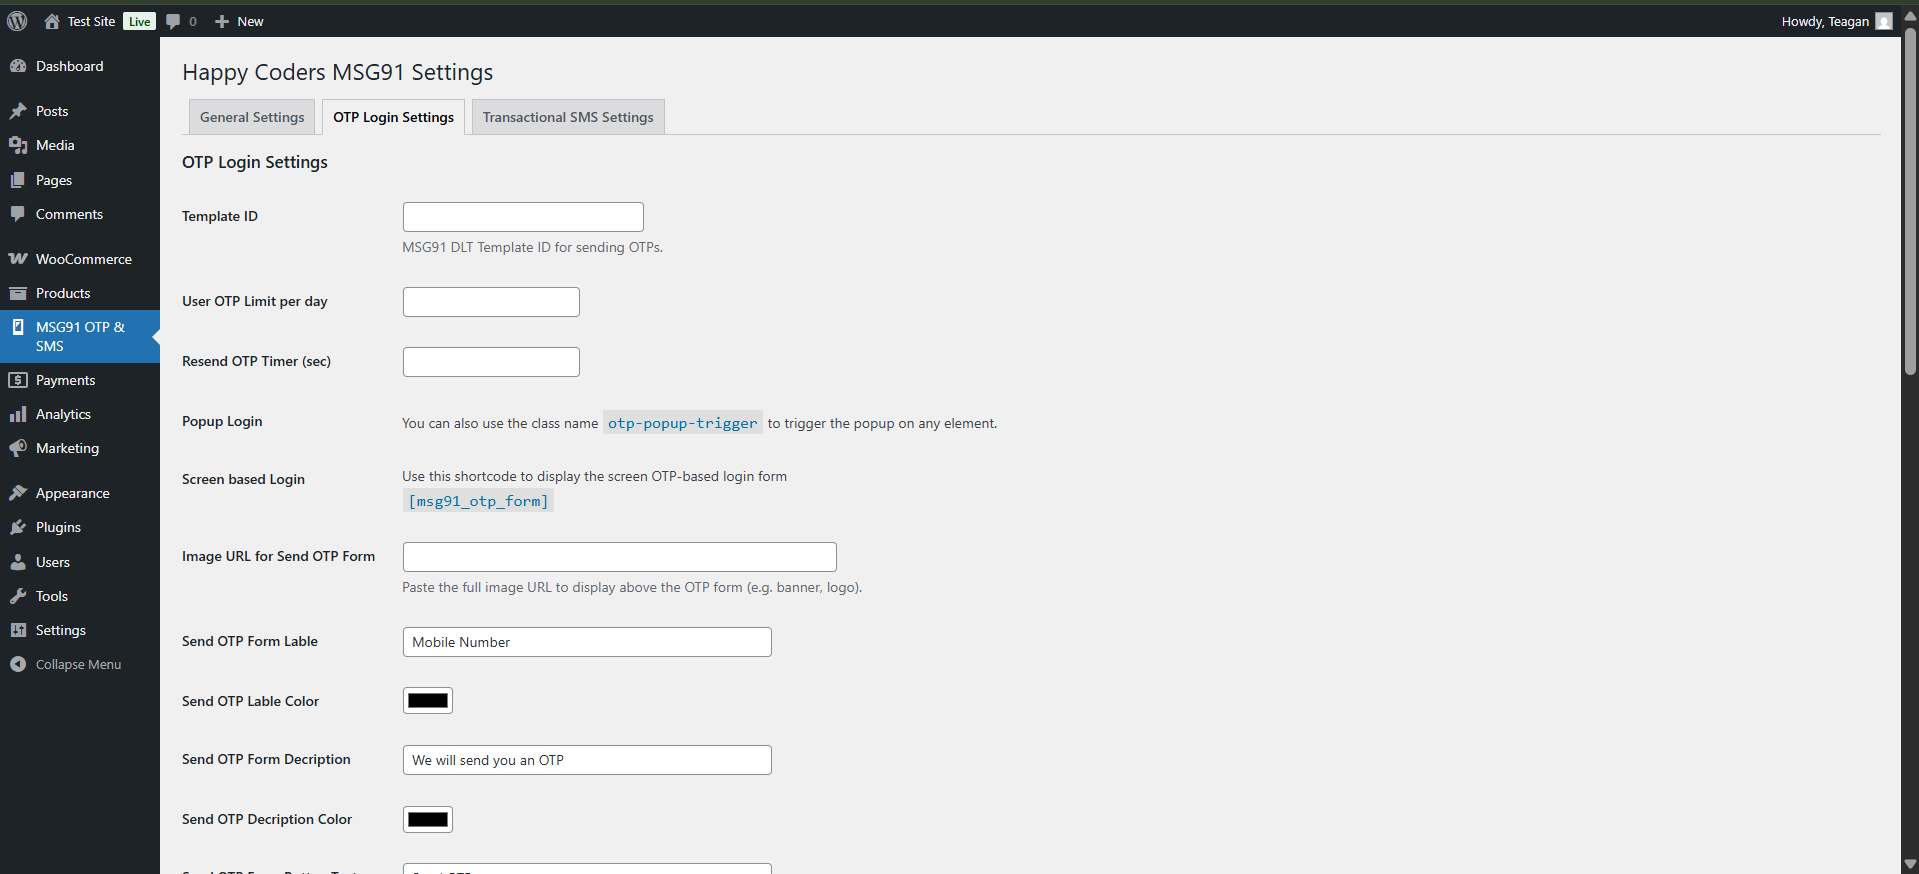 Test Site Live 0 New
Howdy, Teagan
Dashboard
Posts
Media
Pages
Comments
WooCommerce
Products
MSG91 OTP &
SMS
Payments
Analytics
Marketing
Appearance
Plugins
Users
Tools
Settings
Collapse Menu
Happy Coders MSG91 Settings
General Settings
OTP Login Settings
Transactional SMS Settings
OTP Login Settings
Template ID
MSG91 DLT Template ID for sending OTPs.
User OTP Limit per day
Resend OTP Timer (sec)
Popup Login
You can also use the class name otp-popup-trigger to trigger the popup on any element.
Screen based Login
Use this shortcode to display the screen OTP-based login form
[msg91_otp_form]
Image URL for Send OTP Form
Paste the full image URL to display above the OTP form (e.g. banner, logo).
Send OTP Form Lable
Mobile Number
Send OTP Lable Color
Send OTP Form Decription
We will send you an OTP
Send OTP Decription Color